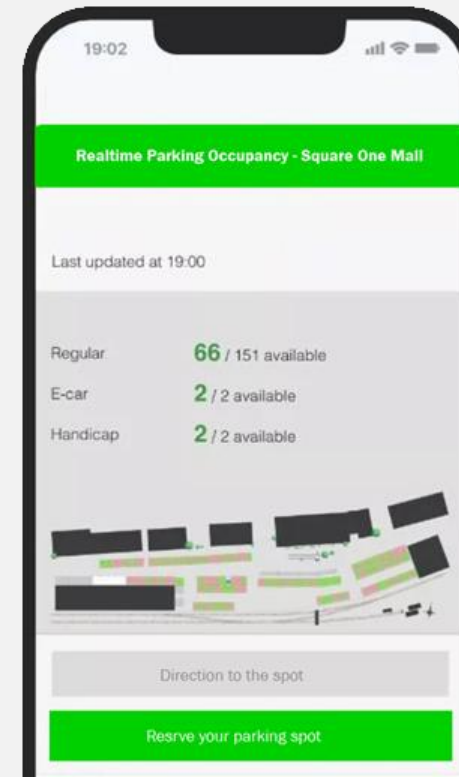 19:02
Realtime Parking Occupancy - Square One Mall
Last updated at 19:00
Regular 66 / 151 available
E-car 2 / 2 available
Handicap 2 / 2 available
Direction to the spot
Resrve your parking spot